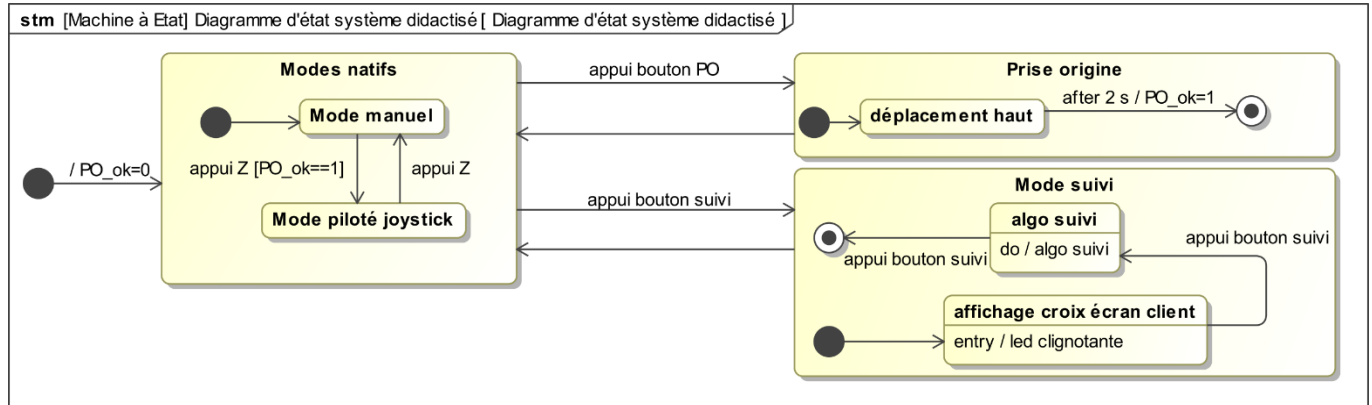 stm [Machine à Etat] Diagramme d'état système didactisé [ Diagramme d'état système didactisé ]
/ PO_ok=0
Modes natifs
Mode manuel
appui Z [PO_ok==1]
appui Z
Mode piloté joystick
appui bouton PO
appui bouton suivi
Prise origine
déplacement haut
after 2 s / PO_ok=1
Mode suivi
algo suivi
do / algo suivi
appui bouton suivi
appui bouton suivi
affichage croix écran client
entry / led clignotante